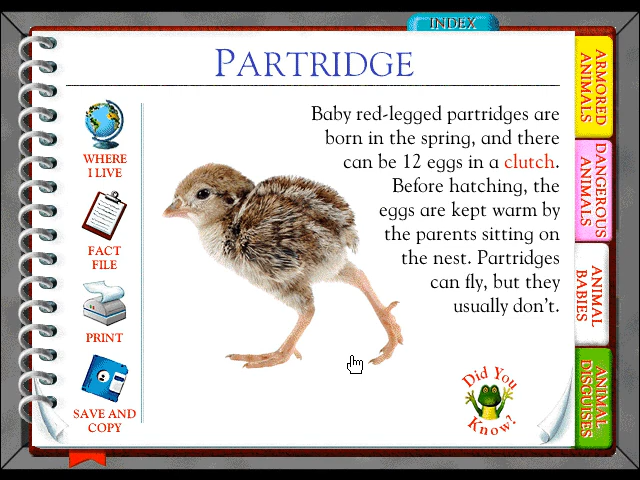 INDEX
PARTRIDGE
WHERE
I LIVE
FACT
FILE
PRINT
SAVE AND
COPY
Baby red-legged partridges are
born in the spring, and there
can be 12 eggs in a clutch.
Before hatching, the
eggs are kept warm by
the parents sitting on
the nest. Partridges
can fly, but they
usually don't.
Did You
Know?
ARMORED
ANIMALS
DANGEROUS
ANIMALS
ANIMAL
BABIES
ANIMAL
DISGUISES